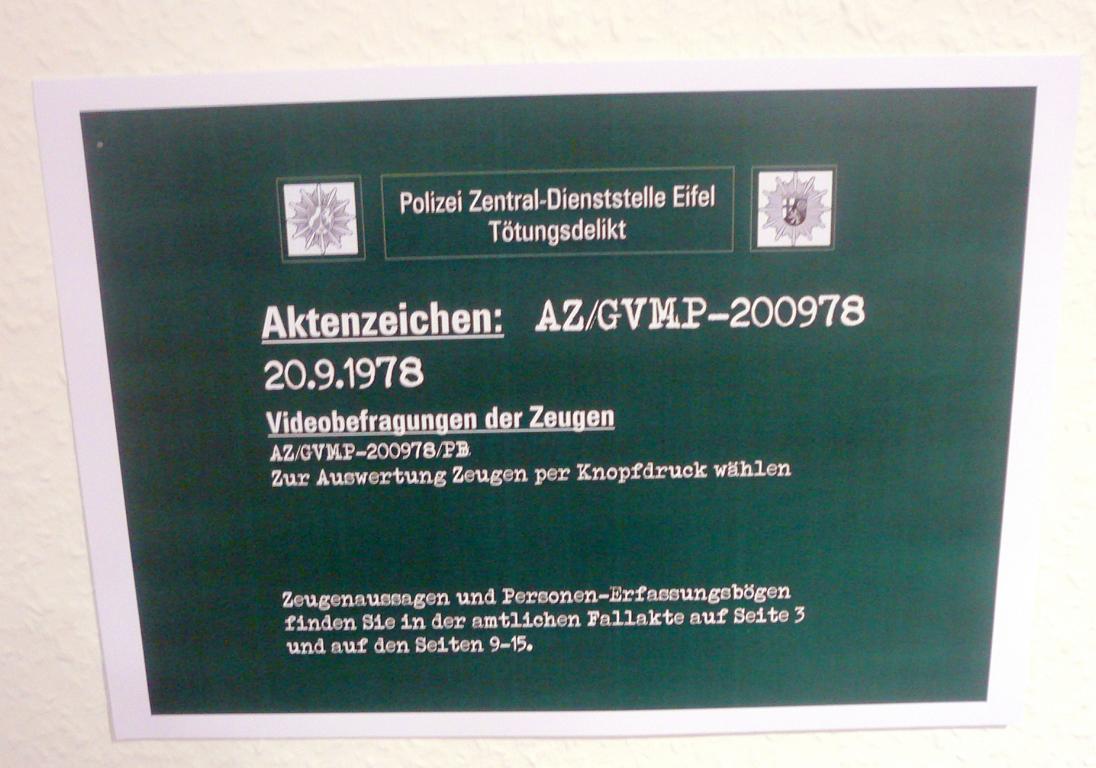 Polizei Zentral-Dienststelle Eifel
Tötungsdelikt
Aktenzeichen: AZ/GVMP-200978
20.9.1978
Videobefragungen der Zeugen
AZ/GVMP-200978/PB
Zur Auswertung Zeugen per Knopfdruck wählen
Zeugenaussagen und Personen-Erfassungsbögen
finden Sie in der amtlichen Fallakte auf Seite 3
und auf den Seiten 9-15.